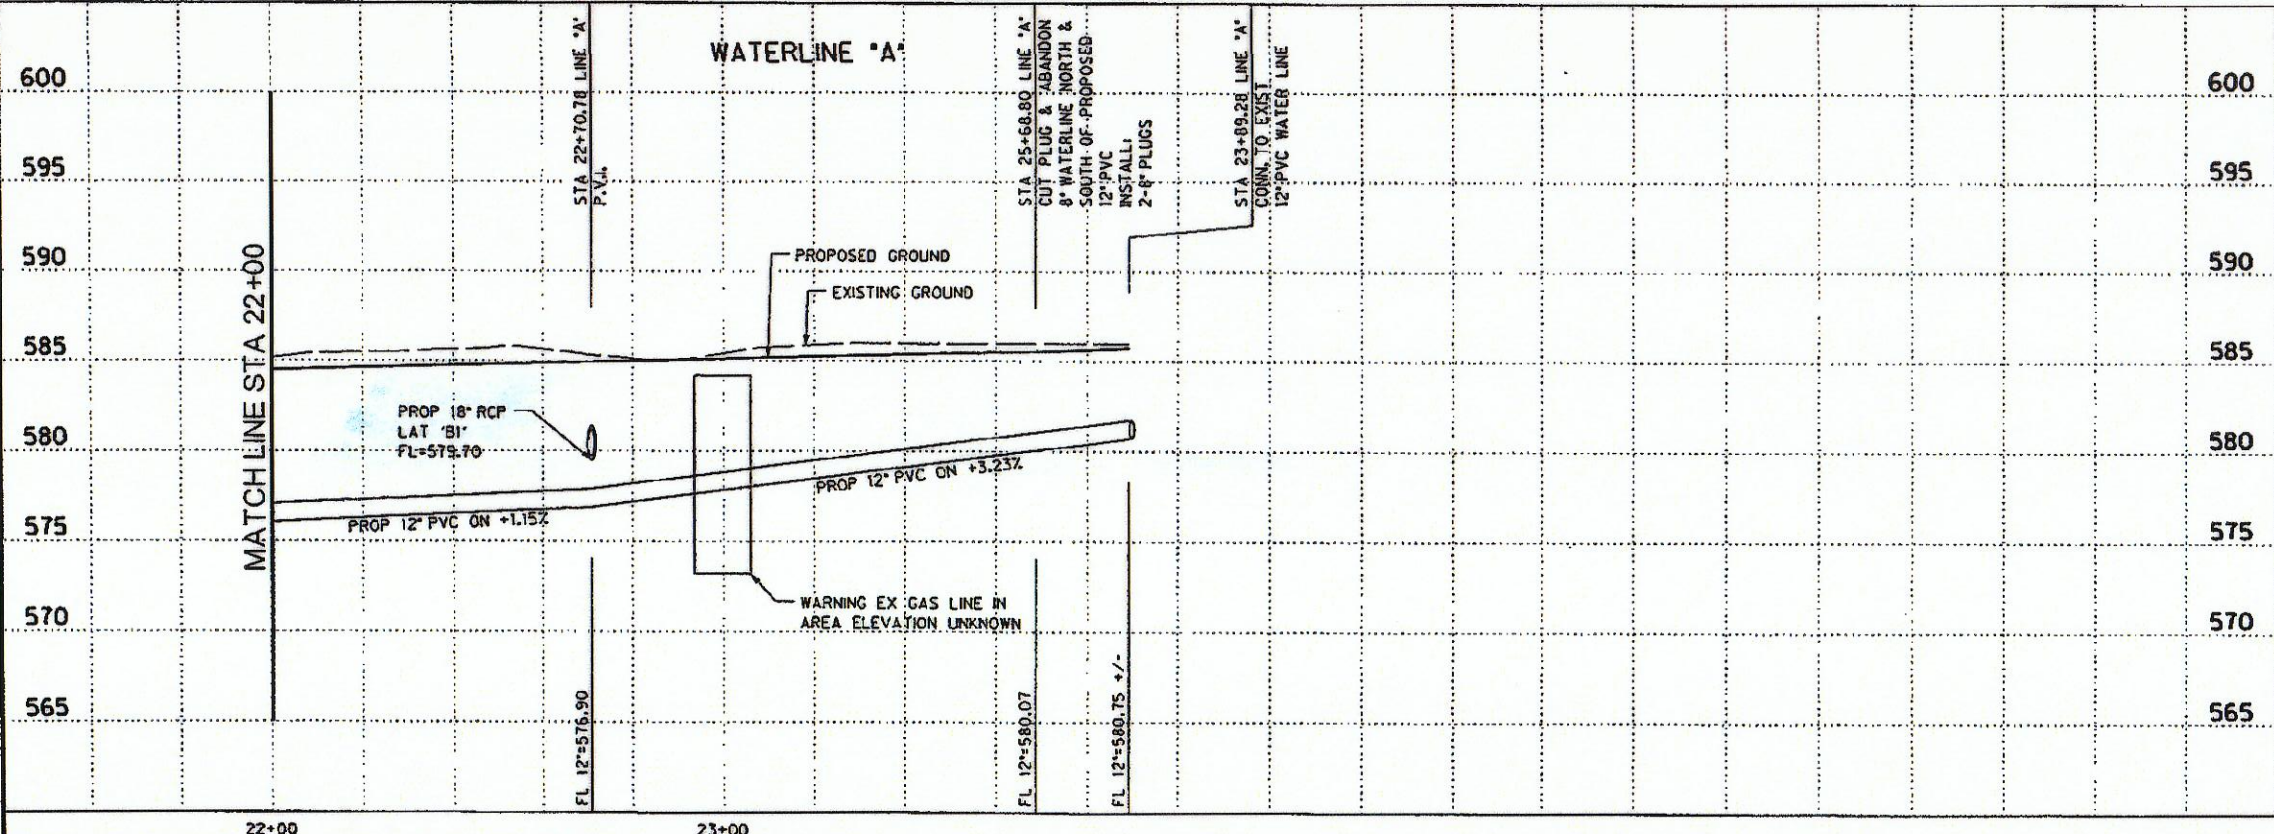 WATERLINE "A"
STA 22+70.78 LINE "A"
P.V.I.
STA 25+68.80 LINE "A"
CUT PLUG & ABANDON
8" WATERLINE NORTH &
SOUTH OF PROPOSED
12" PVC
INSTALL:
2-8" PLUGS
STA 23+89.28 LINE "A"
CONN. TO EXIST
12" PVC WATER LINE
600
600
595
595
590
590
585
585
580
580
575
575
570
570
565
565
MATCH LINE STA 22+00
PROPOSED GROUND
EXISTING GROUND
PROP 18" RCP
LAT 'B1'
FL=579.70
PROP 12" PVC ON +1.15%
PROP 12" PVC ON +3.23%
WARNING EX GAS LINE IN
AREA ELEVATION UNKNOWN
FL 12"=576.90
FL 12"=580.07
FL 12"=580.75 +/-
22+00
23+00